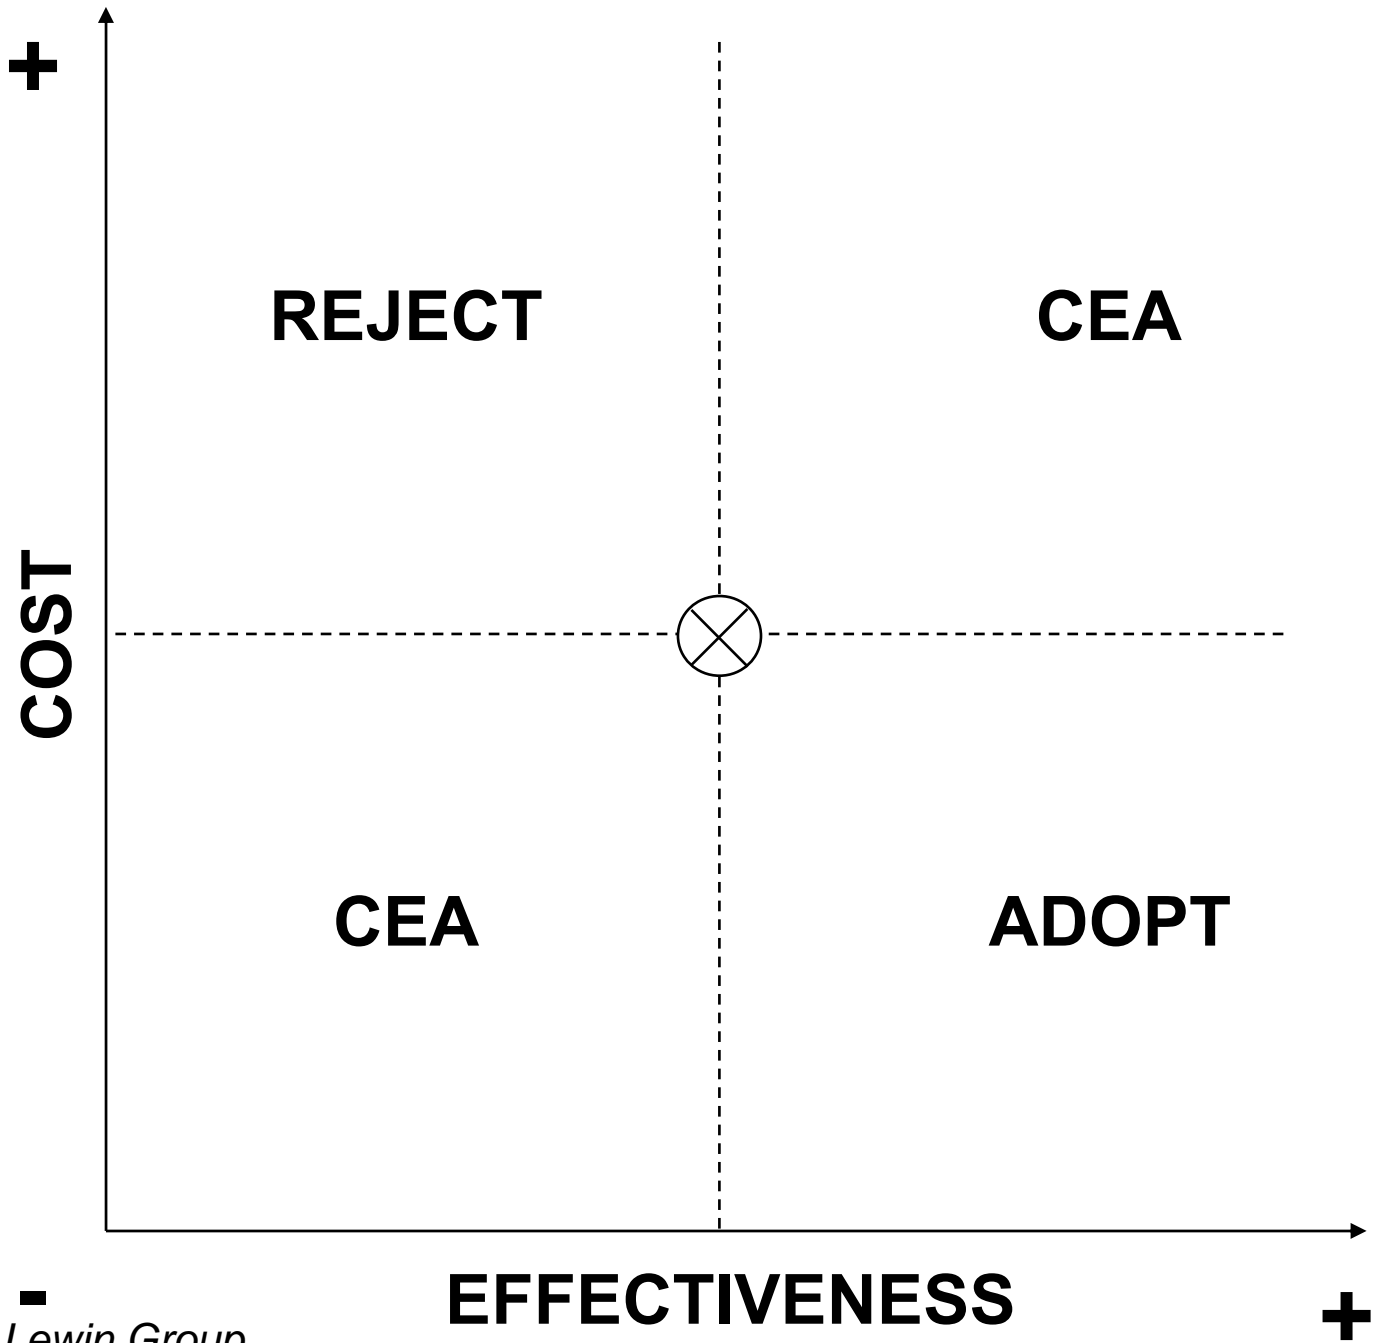 +
REJECT CEA
COST
CEA ADOPT
-
EFFECTIVENESS
+
Lewin Group